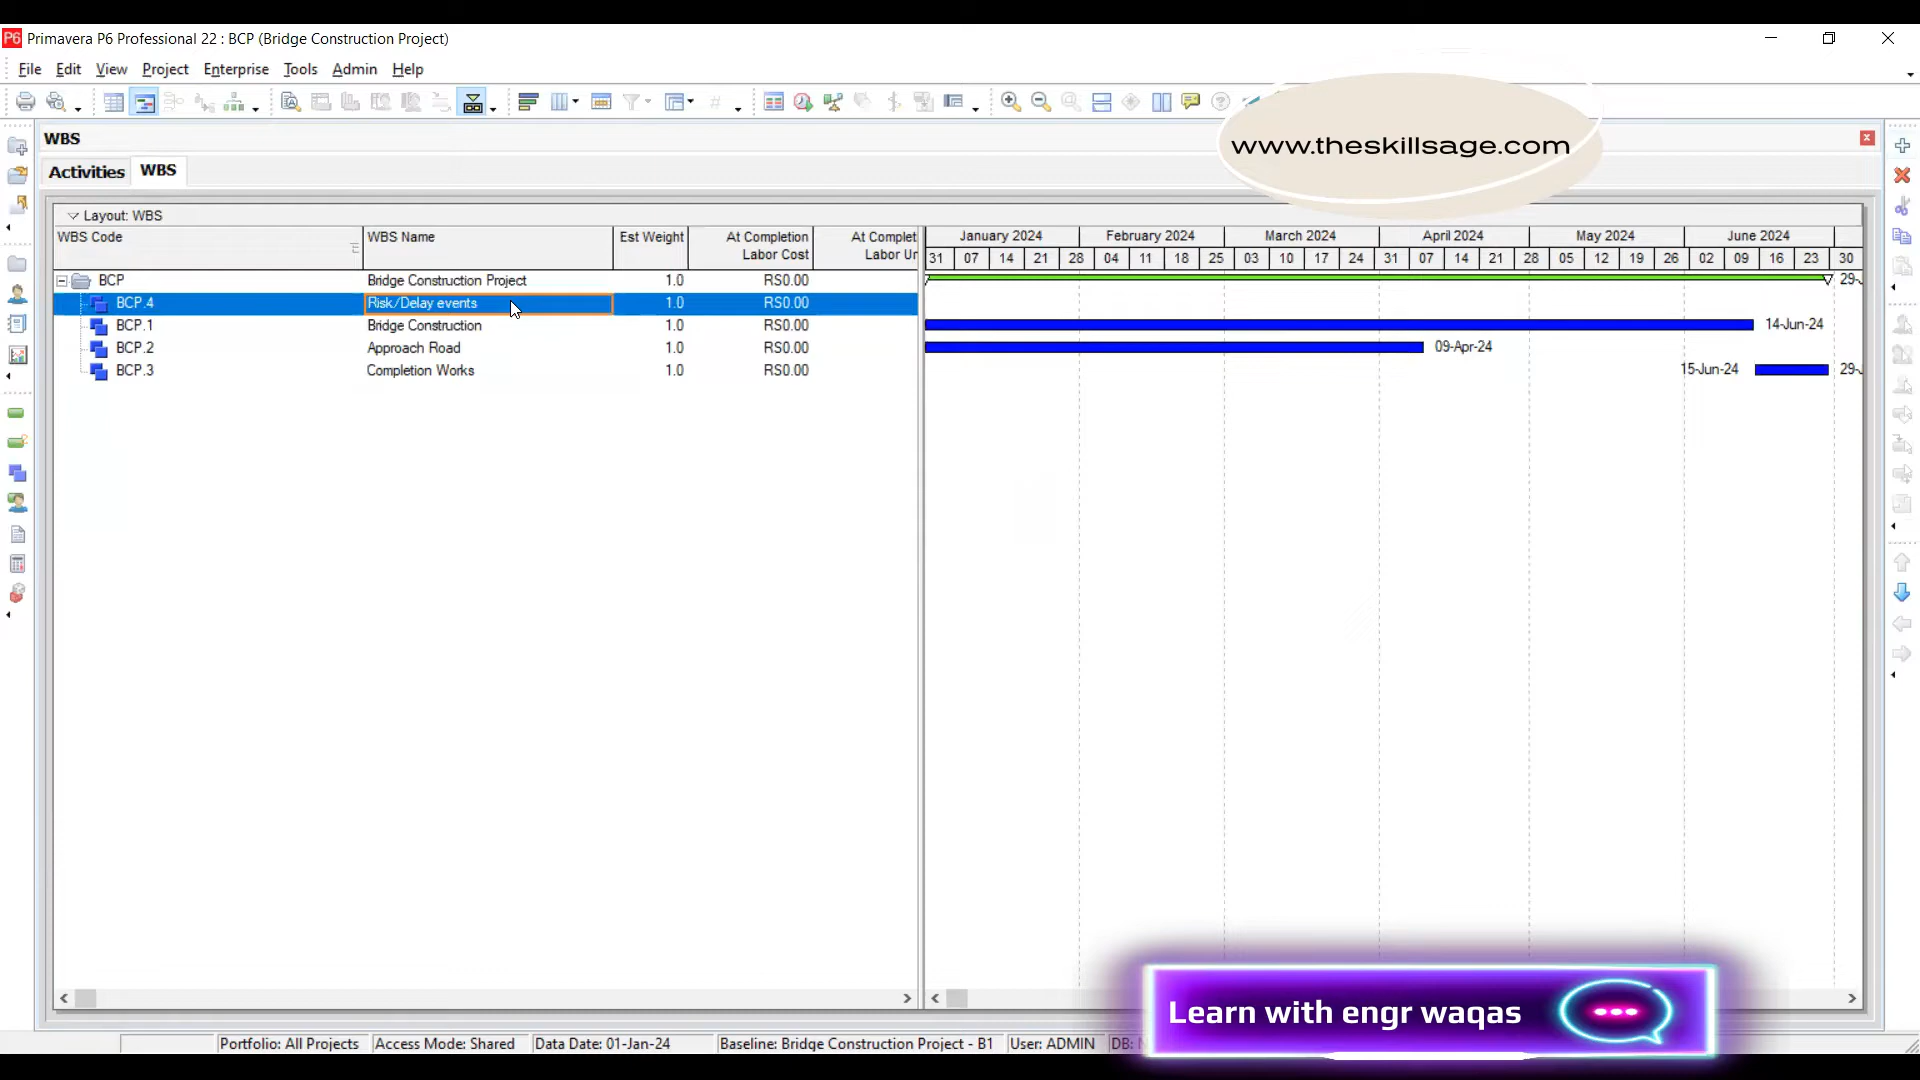 P6 Primavera P6 Professional 22 : BCP (Bridge Construction Project)
File Edit View Project Enterprise Tools Admin Help
www.theskillsage.com
WBS
Activities WBS
Layout: WBS
WBS Code WBS Name Est Weight At Completion Labor Cost At Complet Labor Ur
January 2024 February 2024 March 2024 April 2024 May 2024 June 2024
31 07 14 21 28 04 11 18 25 03 10 17 24 31 07 14 21 28 05 12 19 26 02 09 16 23 30
BCP Bridge Construction Project 1.0 RS0.00 29-
BCP.4 Risk/Delay events 1.0 RS0.00
BCP.1 Bridge Construction 1.0 RS0.00 14-Jun-24
BCP.2 Approach Road 1.0 RS0.00 09-Apr-24
BCP.3 Completion Works 1.0 RS0.00 15-Jun-24 29-
Learn with engr waqas
Portfolio: All Projects Access Mode: Shared Data Date: 01-Jan-24 Baseline: Bridge Construction Project - B1 User: ADMIN DB: